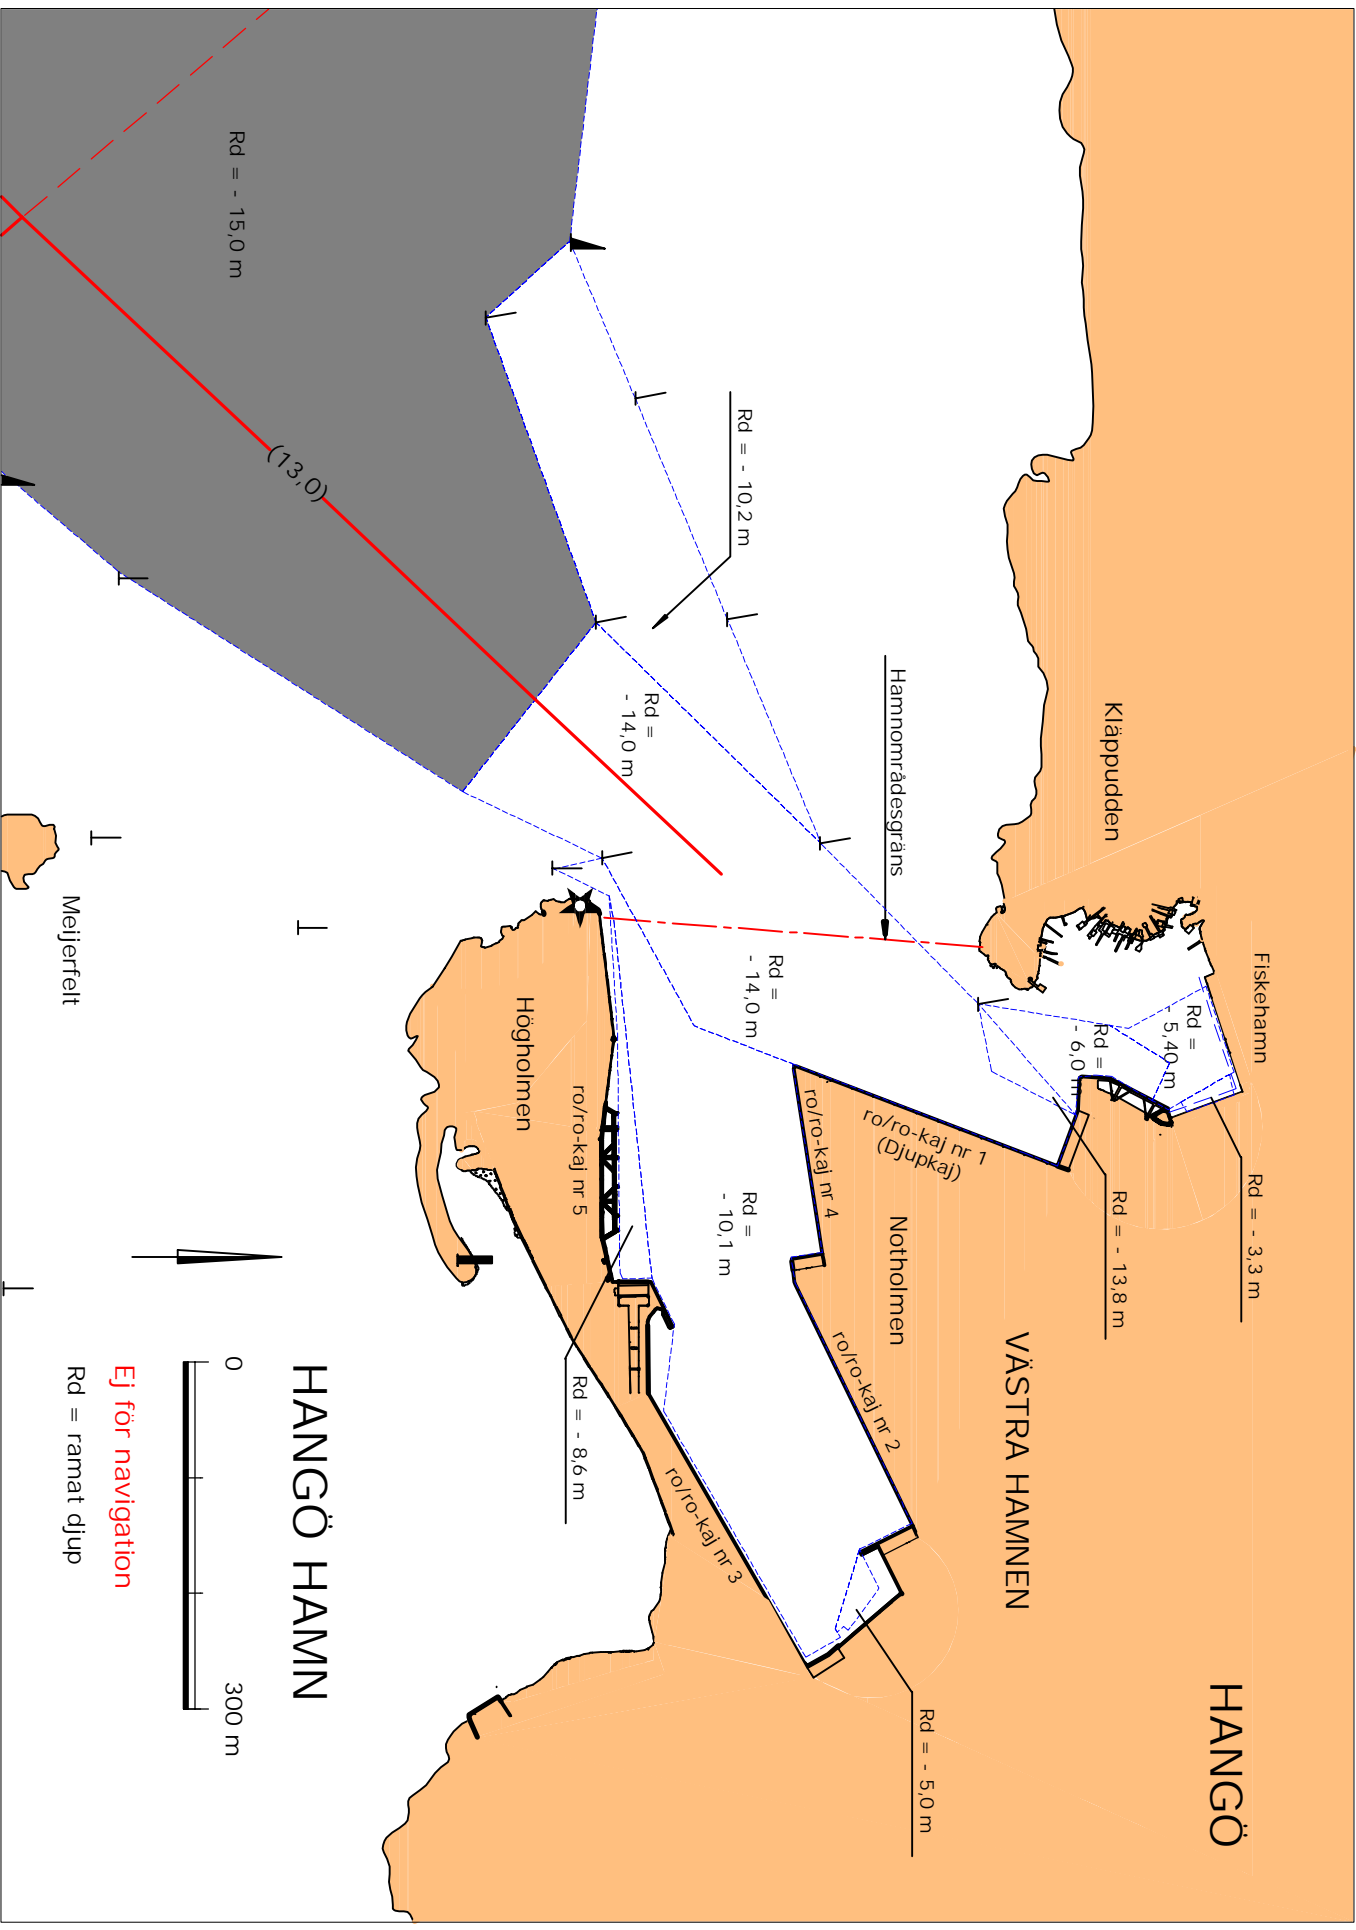 HANGÖ
Fiskehamn
Kläppudden
Rd =
- 5,40 m
Rd =
- 6,0 m
Rd = - 3,3 m
Rd = - 13,8 m
VÄSTRA HAMNEN
Hamnområdesgräns
ro/ro-kaj nr 1
(Djupkaj)
Notholmen
ro/ro-kaj nr 4
ro/ro-kaj nr 2
Rd = - 5,0 m
Rd = - 10,2 m
Rd =
- 14,0 m
Rd =
- 14,0 m
Rd =
- 10,1 m
ro/ro-kaj nr 3
ro/ro-kaj nr 5
Rd = - 8,6 m
Högholmen
Rd = - 15,0 m
(13,0)
Meijerfelt
HANGÖ HAMN
0
300 m
Ej för navigation
Rd = ramat djup